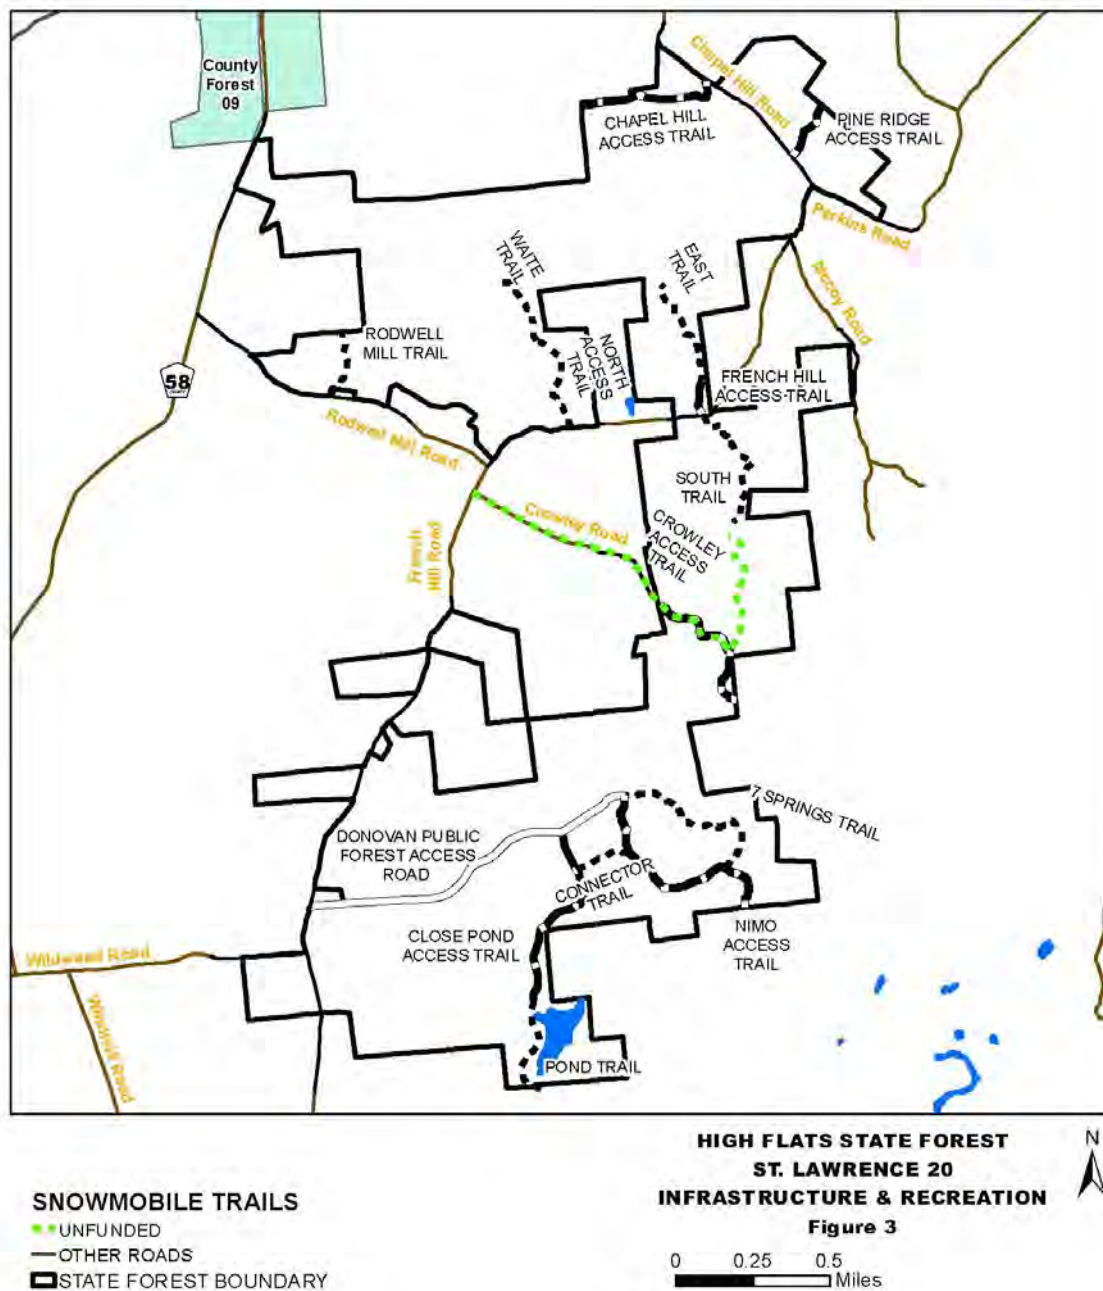 County
Forest
09
Chapel Hill Road
CHAPEL HILL
ACCESS TRAIL
PINE RIDGE
ACCESS TRAIL
Perkins Road
McCoy Road
WAITE
TRAIL
EAST
TRAIL
NORTH
ACCESS
TRAIL
RODWELL
MILL TRAIL
58
FRENCH HILL
ACCESS TRAIL
Rodwell Mill Road
SOUTH
TRAIL
Crowley Road
CROWLEY
ACCESS
TRAIL
French
Hill Road
7 SPRINGS TRAIL
DONOVAN PUBLIC
FOREST ACCESS
ROAD
CONNECTOR
TRAIL
CLOSE POND
ACCESS TRAIL
NIMO
ACCESS
TRAIL
Wildwood Road
POND TRAIL
HIGH FLATS STATE FOREST
ST. LAWRENCE 20
INFRASTRUCTURE & RECREATION
Figure 3
N
SNOWMOBILE TRAILS
UNFUNDED
OTHER ROADS
STATE FOREST BOUNDARY
0 0.25 0.5
Miles